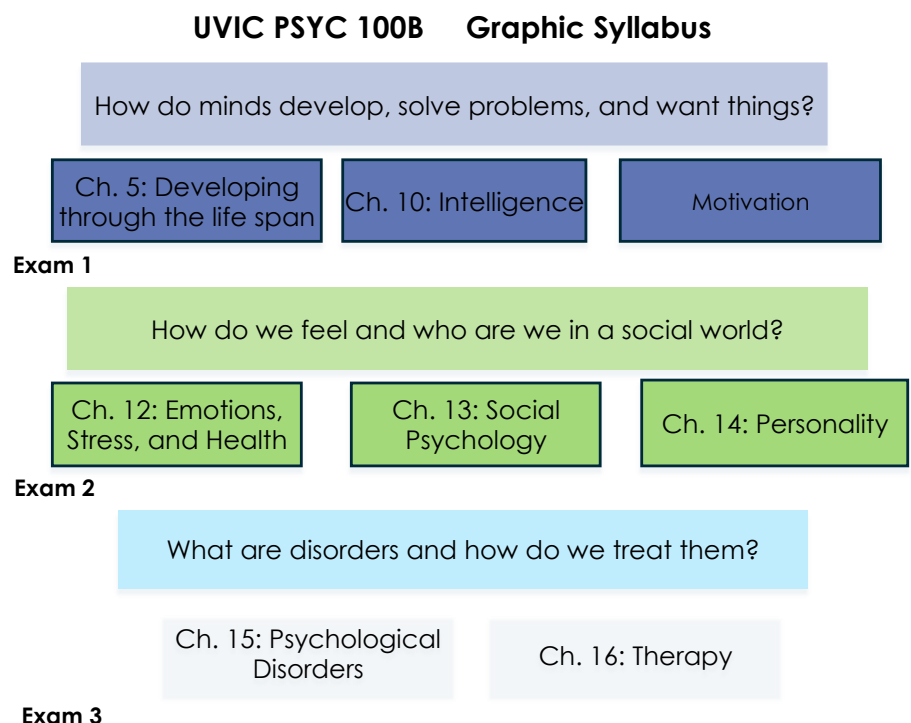 UVIC PSYC 100B Graphic Syllabus
How do minds develop, solve problems, and want things?
Ch. 5: Developing
through the life span
Ch. 10: Intelligence
Motivation
Exam 1
How do we feel and who are we in a social world?
Ch. 12: Emotions,
Stress, and Health
Ch. 13: Social
Psychology
Ch. 14: Personality
Exam 2
What are disorders and how do we treat them?
Ch. 15: Psychological
Disorders
Ch. 16: Therapy
Exam 3